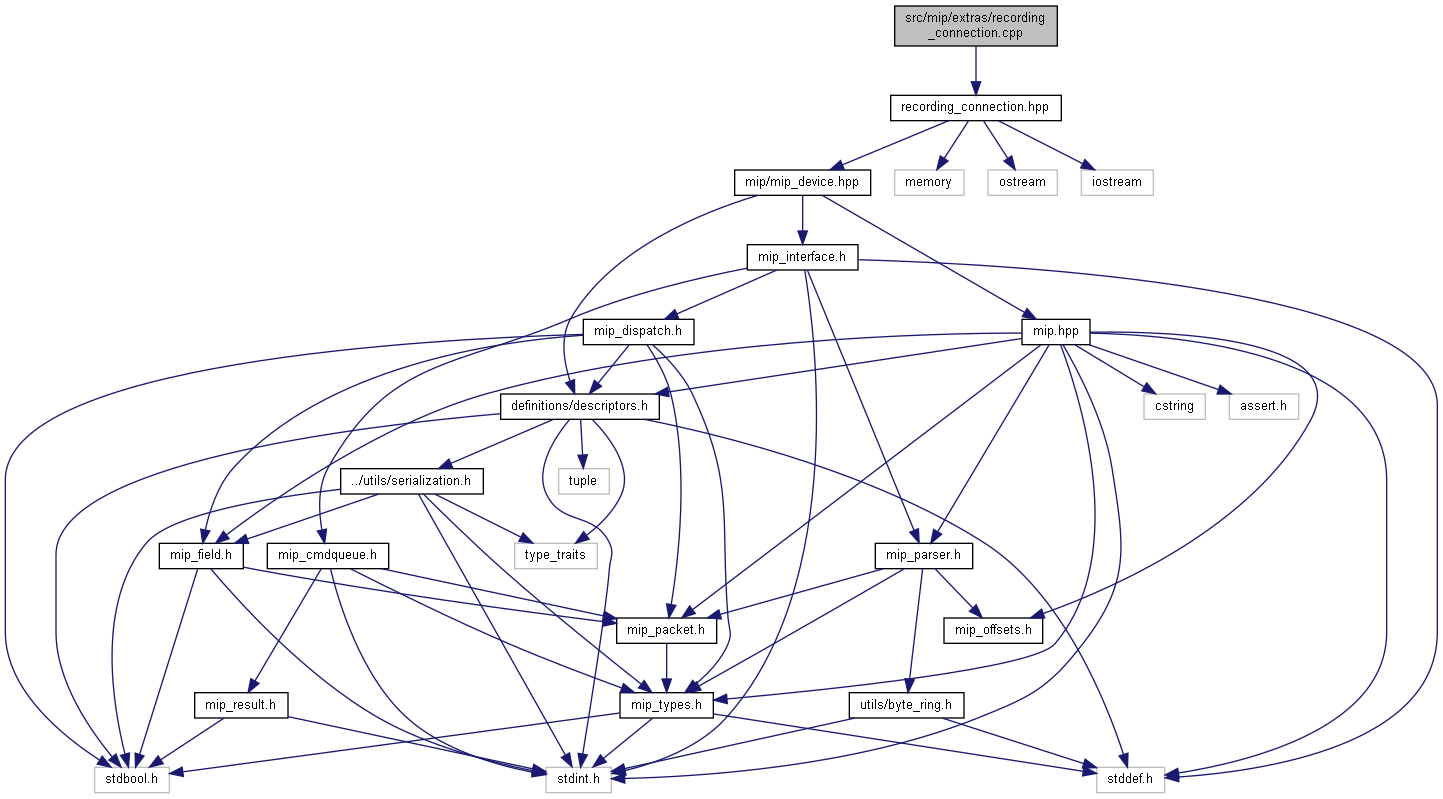 src/mip/extras/recording
_connection.cpp
recording_connection.hpp
mip/mip_device.hpp
memory
ostream
iostream
mip_interface.h
mip_dispatch.h
mip.hpp
definitions/descriptors.h
cstring
assert.h
../utils/serialization.h
tuple
mip_field.h
mip_cmdqueue.h
type_traits
mip_parser.h
mip_packet.h
mip_offsets.h
mip_result.h
mip_types.h
utils/byte_ring.h
stdbool.h
stdint.h
stddef.h